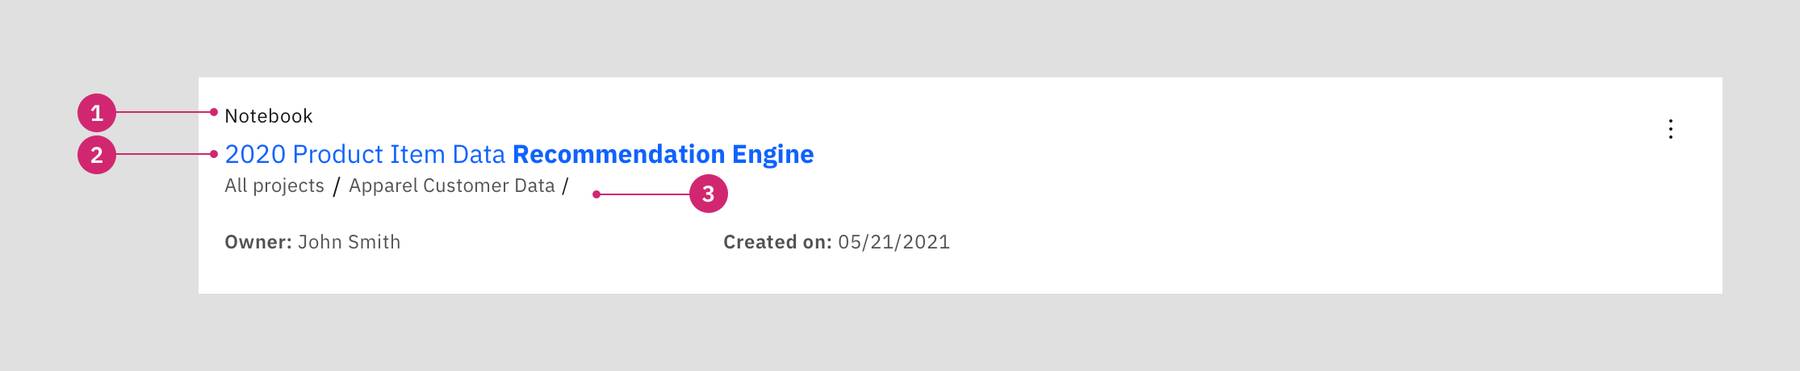 1
Notebook
2
2020 Product Item Data Recommendation Engine
All projects / Apparel Customer Data /
3
Owner: John Smith
Created on: 05/21/2021